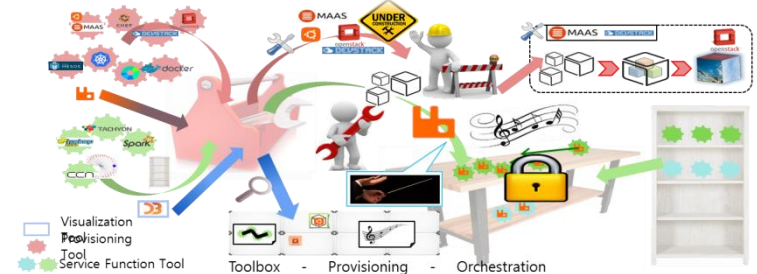 MAAS
CHEF
DEVSTACK
MAAS
UNDER
CONSTRUCTION
openstack
DEVSTACK
MAAS
DEVSTACK
openstack
MESOS
docker
TACHYON
Spark
CCN
Visualization
Tool
Provisioning
Tool
Service Function Tool
Toolbox - Provisioning - Orchestration